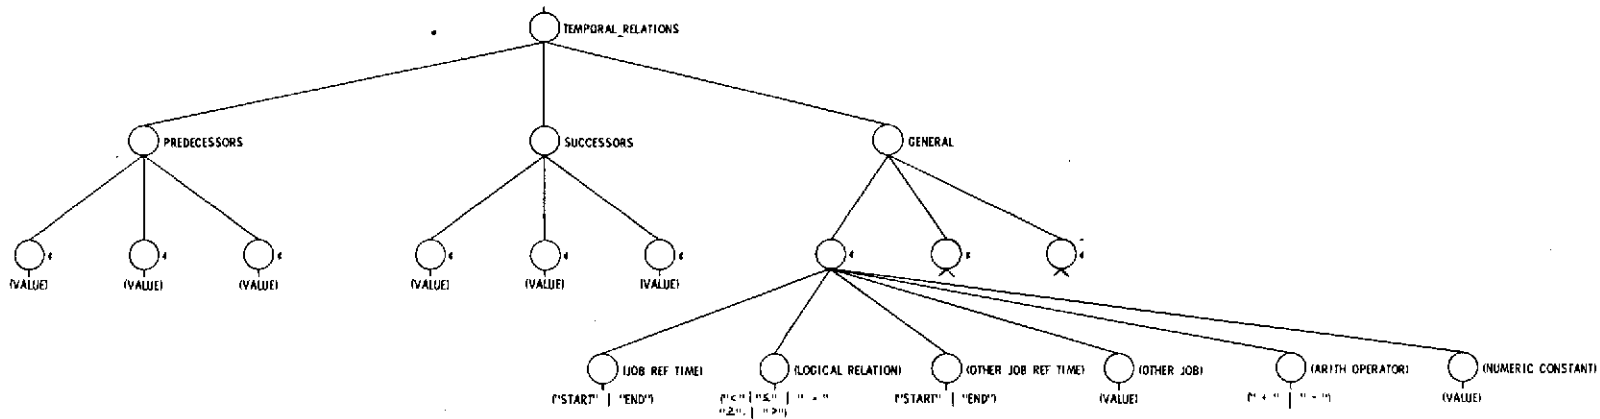 TEMPORAL_RELATIONS
PREDECESSORS
SUCCESSORS
GENERAL
(VALUE)
(VALUE)
(VALUE)
(VALUE)
(VALUE)
(VALUE)
(JOB REF TIME)
(LOGICAL RELATION)
(OTHER JOB REF TIME)
(OTHER JOB)
(ARITH OPERATOR)
(NUMERIC CONSTANT)
("START" | "END")
("<" | "≤" | "="
"≥" | ">")
("START" | "END")
(VALUE)
("+" | "-")
(VALUE)